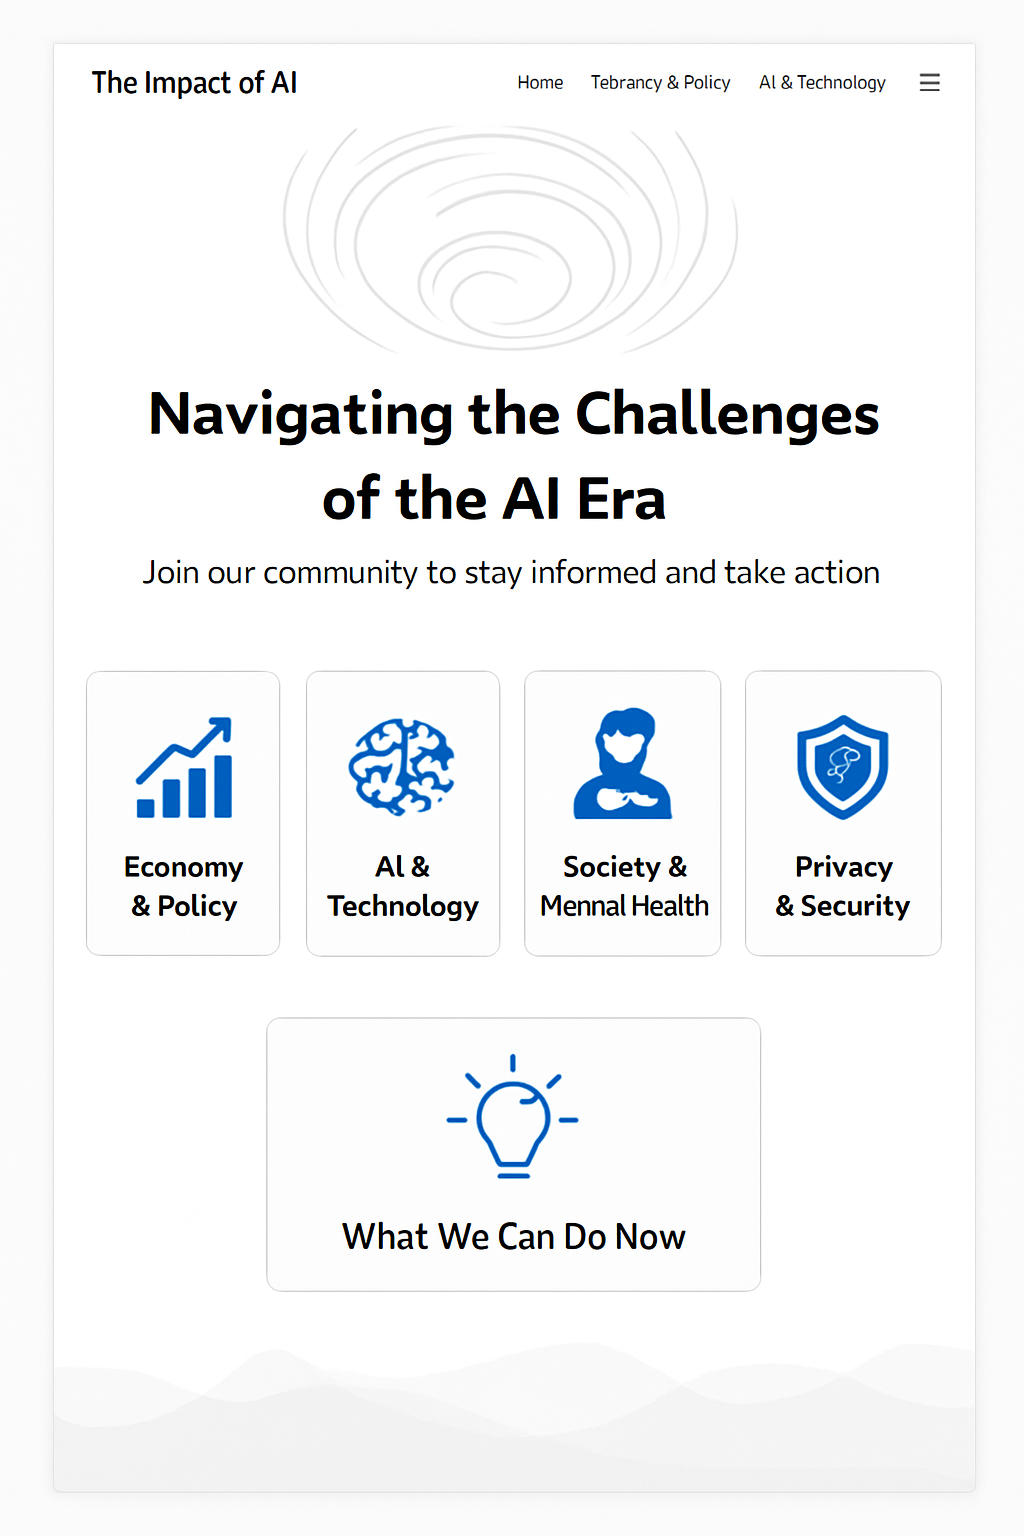 The Impact of AI
Home Tebrancy & Policy AI & Technology
Navigating the Challenges
of the AI Era
Join our community to stay informed and take action
Economy
& Policy
AI &
Technology
Society &
Mennal Health
Privacy
& Security
What We Can Do Now